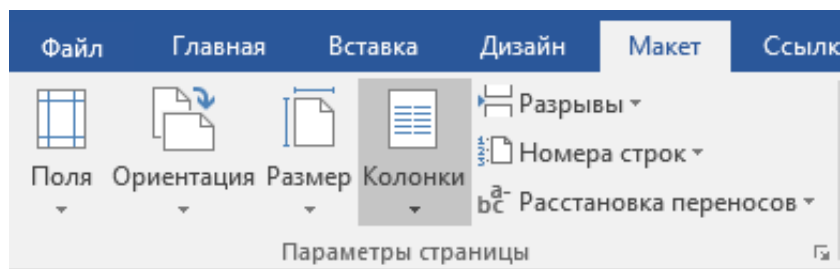 Файл Главная Вставка Дизайн Макет Ссылк
Разрывы
Номера строк
Поля Ориентация Размер Колонки
Расстановка переносов
Параметры страницы